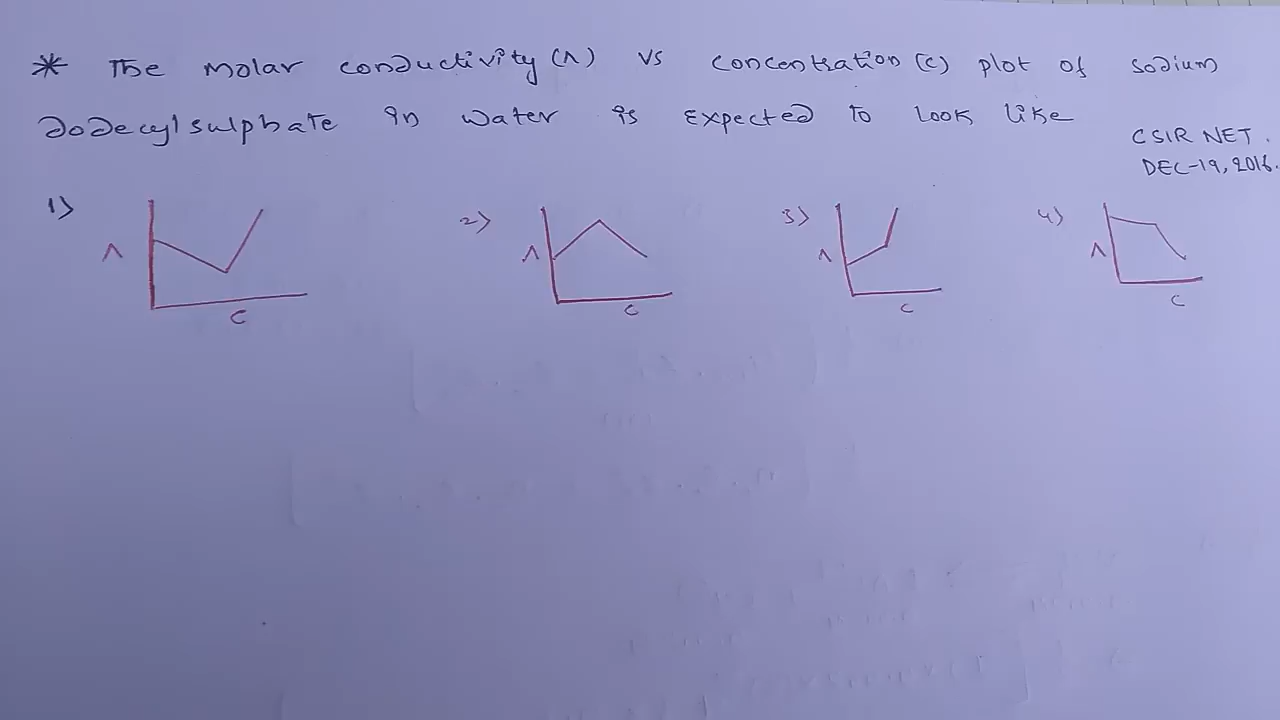 * The molar conductivity (Λ) vs concentration (c) plot of sodium
dodecylsulphate in water is expected to look like
CSIR NET.
DEC-19, 2016.
1) 2) 3) 4)
Λ Λ Λ Λ
c c c c